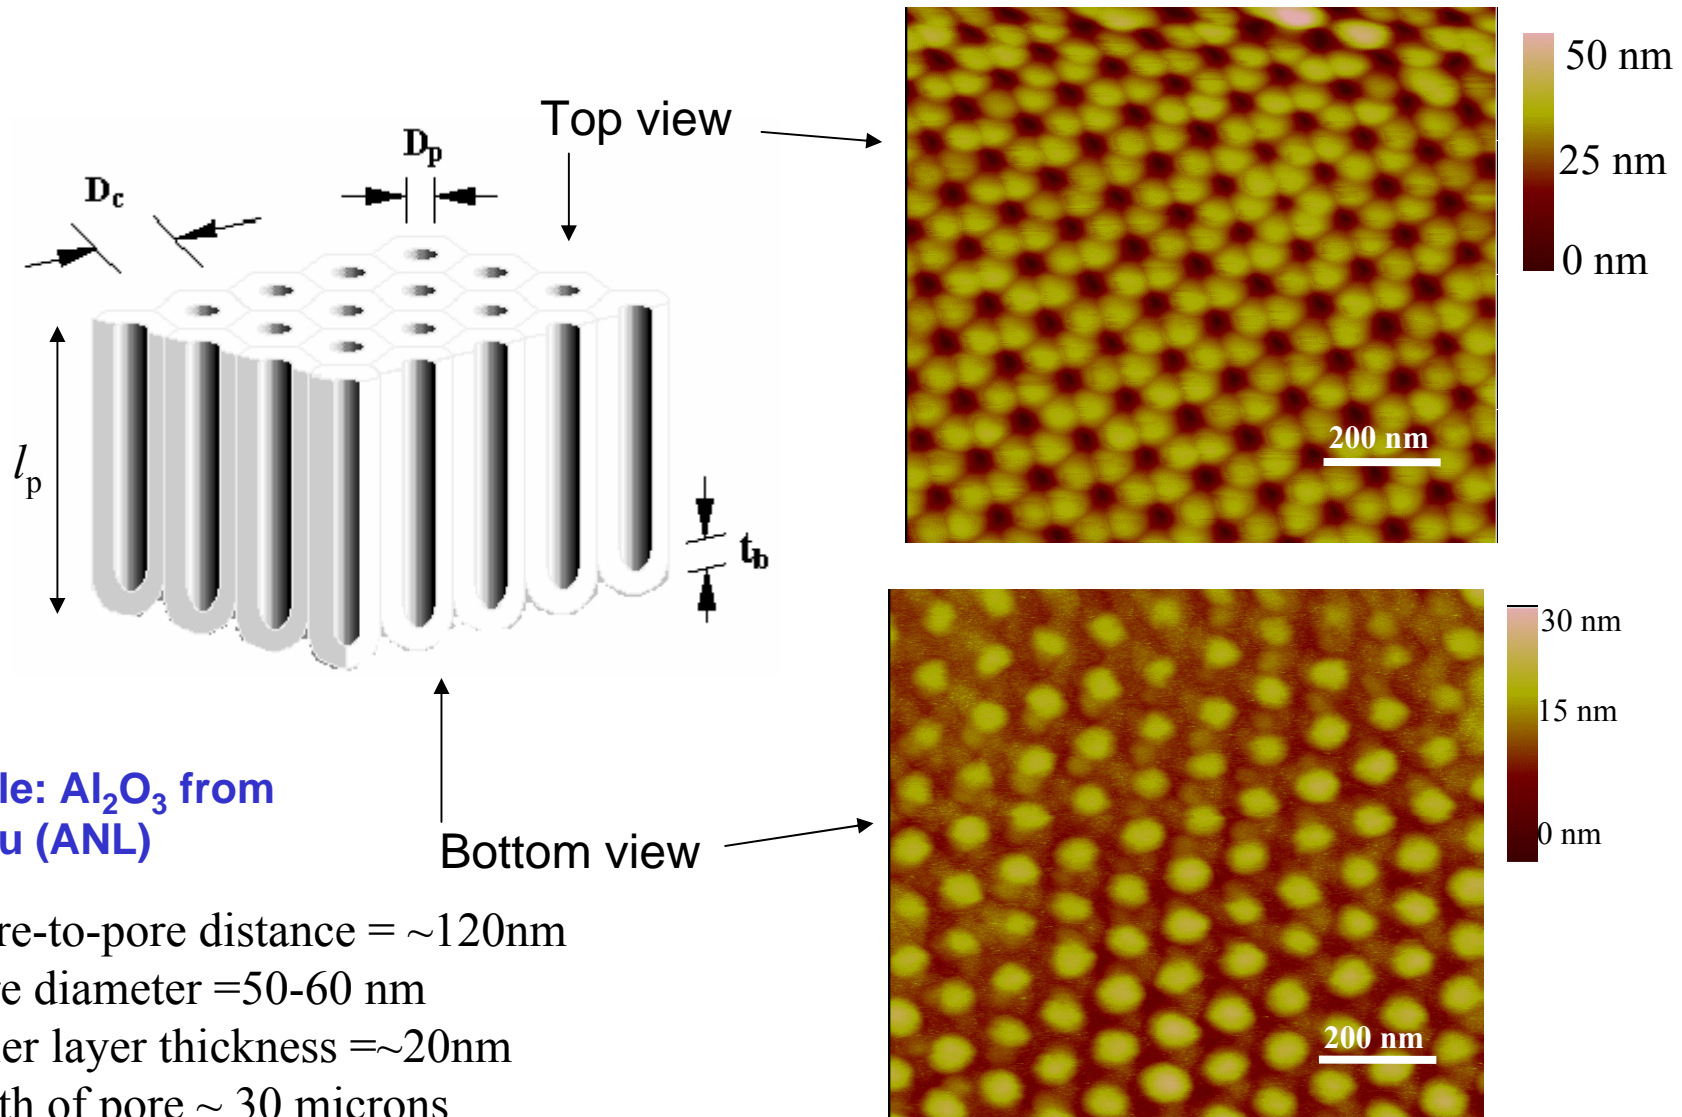 Top view
D_p
D_c
50 nm
25 nm
0 nm
200 nm
l_p
t_b
30 nm
15 nm
0 nm
le: Al₂O₃ from
u (ANL)
Bottom view
re-to-pore distance = ~120nm
e diameter =50-60 nm
er layer thickness =~20nm
th of pore ~ 30 microns
200 nm